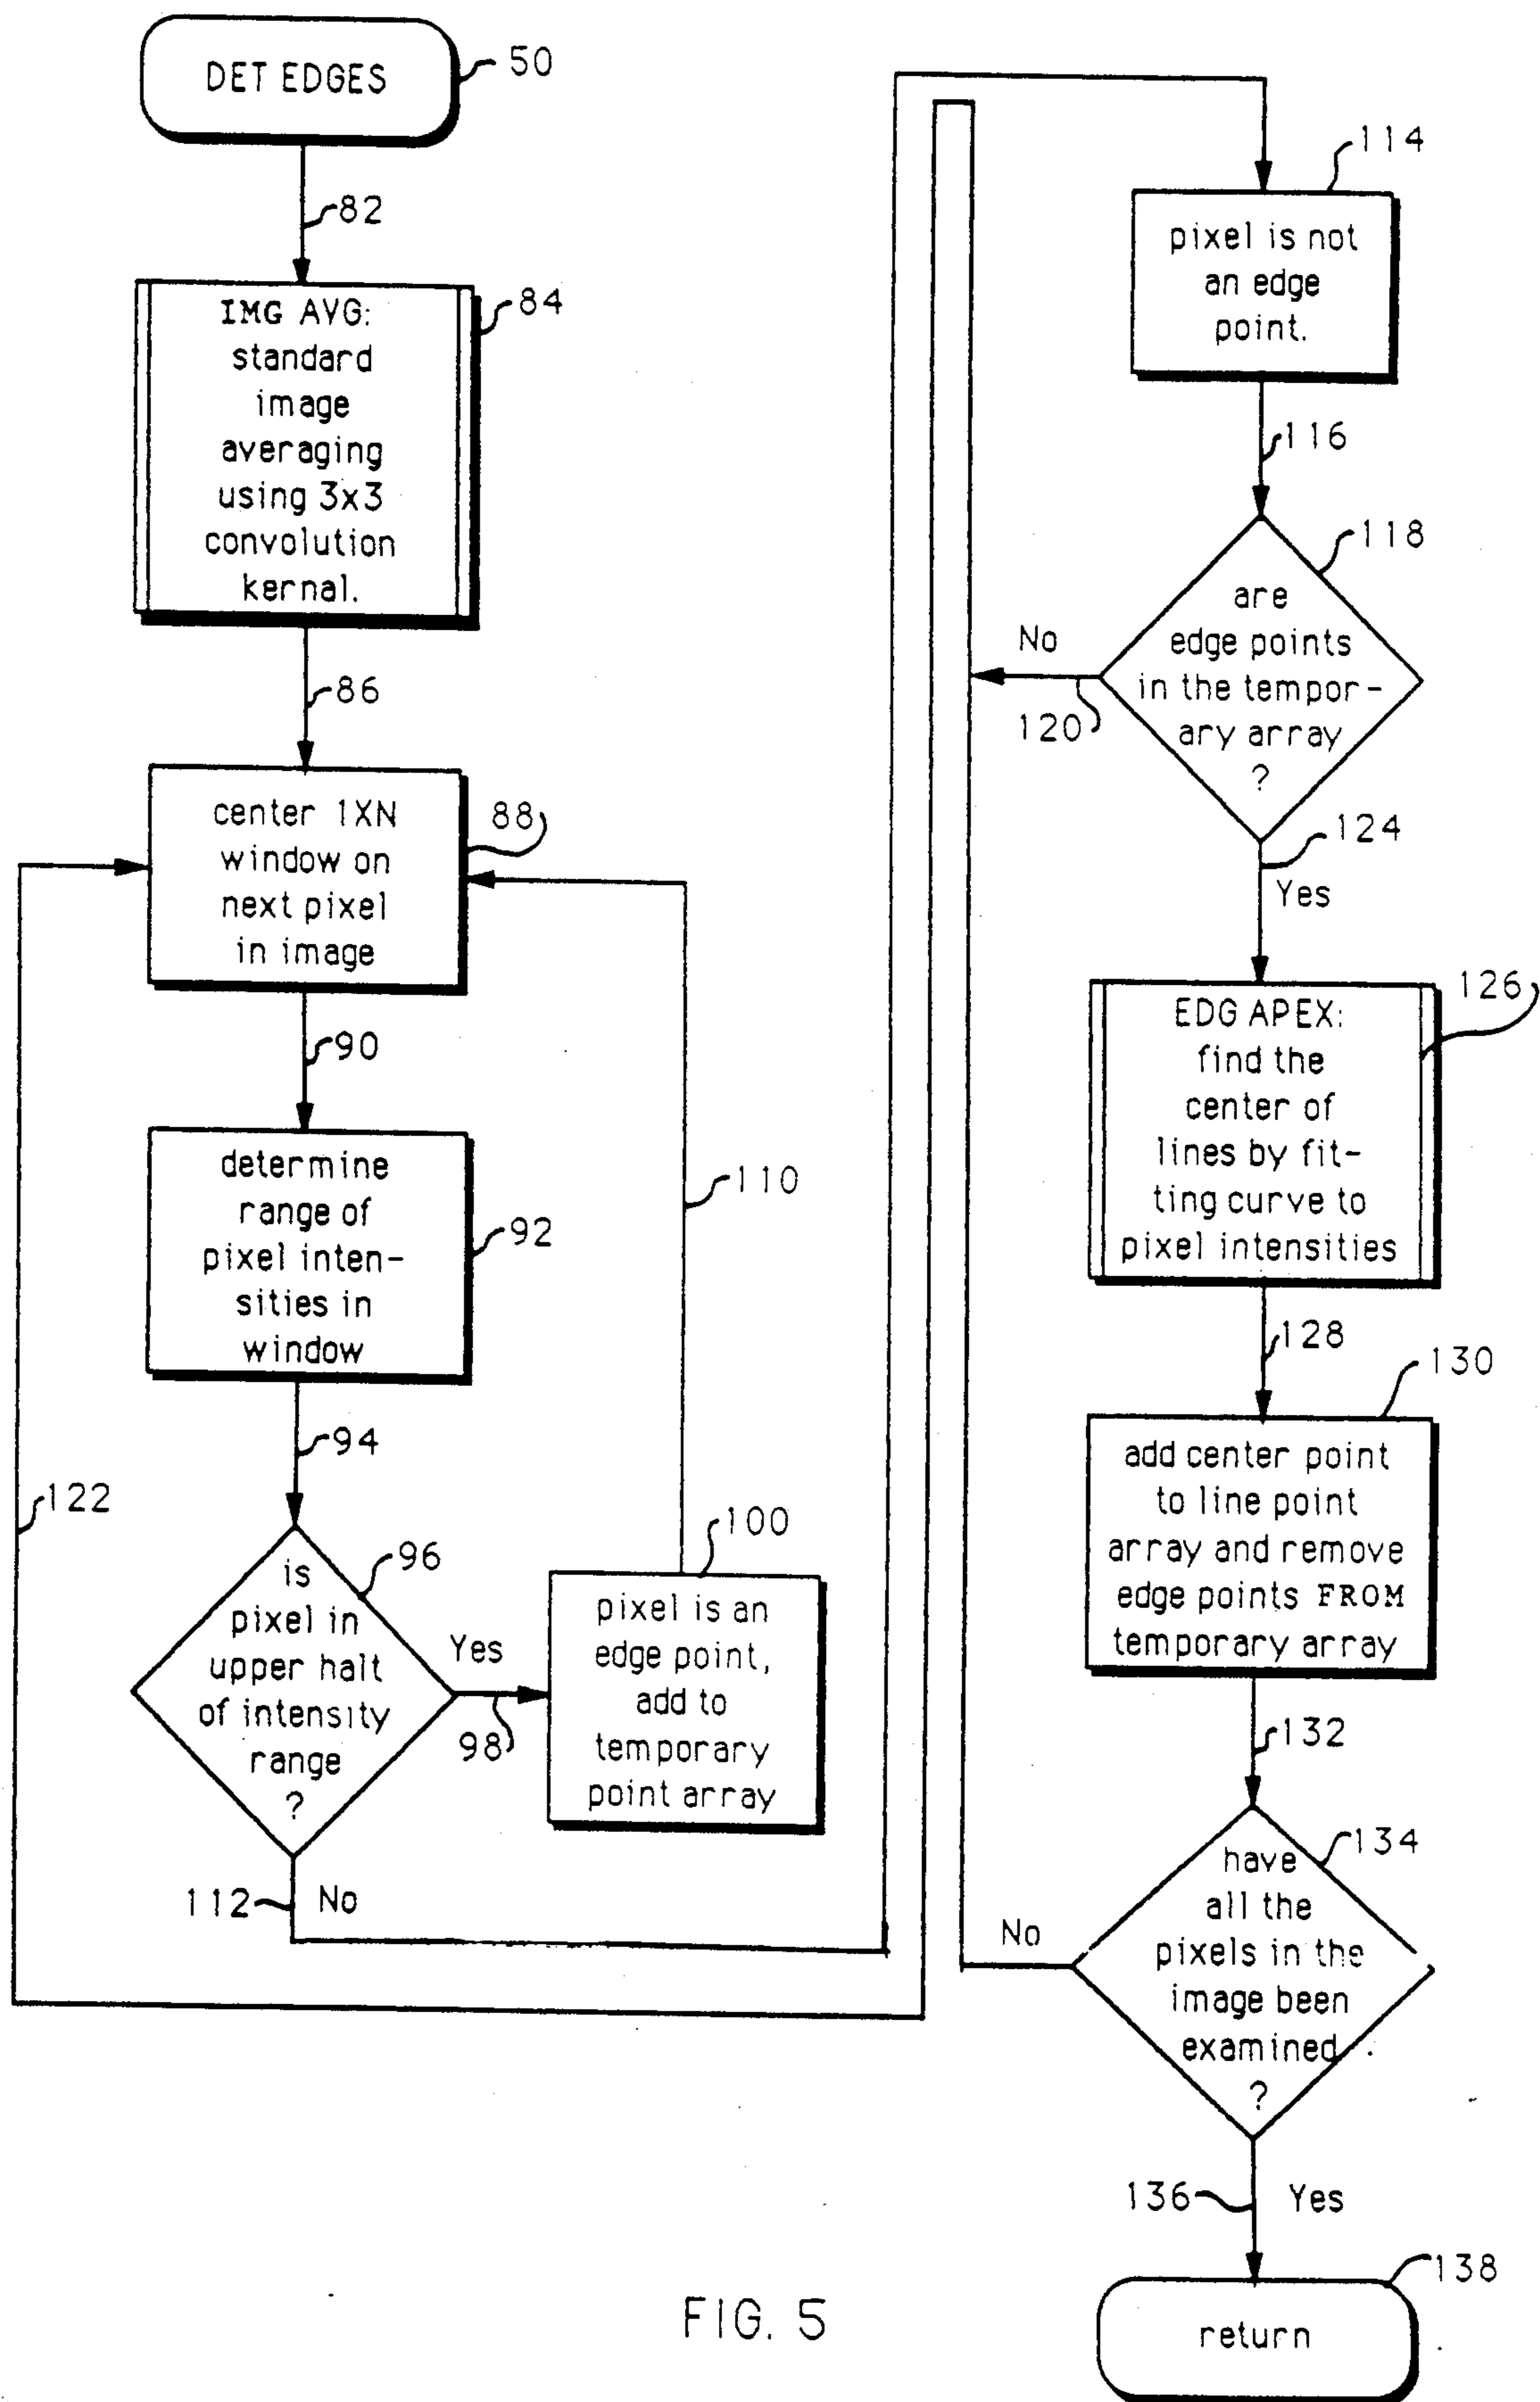 DET EDGES
50
82
IMG AVG:
standard
image
averaging
using 3x3
convolution
kernal.
84
86
center 1XN
window on
next pixel
in image
88
90
determine
range of
pixel inten-
sities in
window
92
94
is
pixel in
upper halt
of intensity
range
?
96
Yes
98
100
pixel is an
edge point,
add to
temporary
point array
110
112
No
122
114
pixel is not
an edge
point.
116
118
are
edge points
in the tempor-
ary array
?
No
120
124
Yes
126
EDG APEX:
find the
center of
lines by fit-
ting curve to
pixel intensities
128
130
add center point
to line point
array and remove
edge points FROM
temporary array
132
134
have
all the
pixels in the
image been
examined
?
No
136
Yes
138
return
FIG. 5